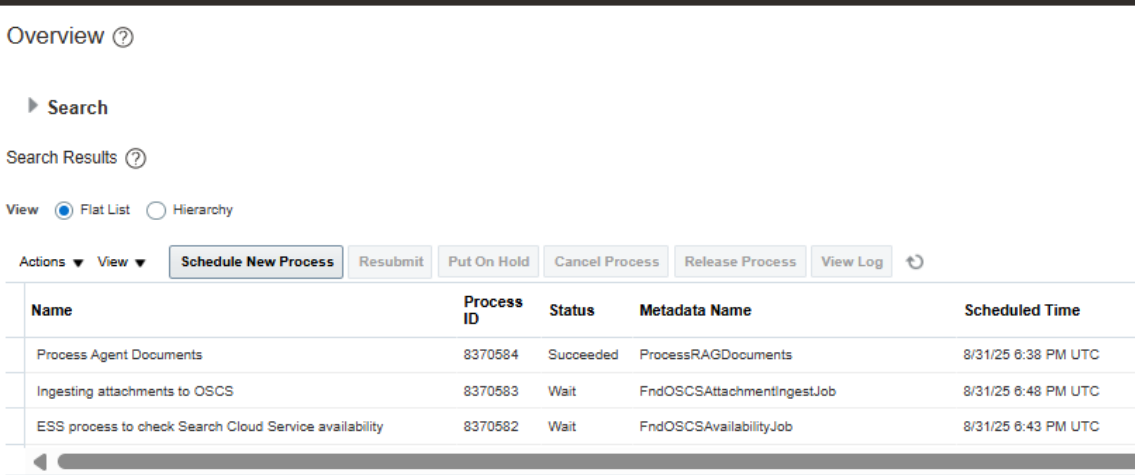 Overview ?
Search
Search Results ?
View Flat List Hierarchy
Actions View Schedule New Process Resubmit Put On Hold Cancel Process Release Process View Log
Name Process ID Status Metadata Name Scheduled Time
Process Agent Documents 8370584 Succeeded ProcessRAGDocuments 8/31/25 6:38 PM UTC
Ingesting attachments to OSCS 8370583 Wait FndOSCSAttachmentIngestJob 8/31/25 6:48 PM UTC
ESS process to check Search Cloud Service availability 8370582 Wait FndOSCSAvailabilityJob 8/31/25 6:43 PM UTC